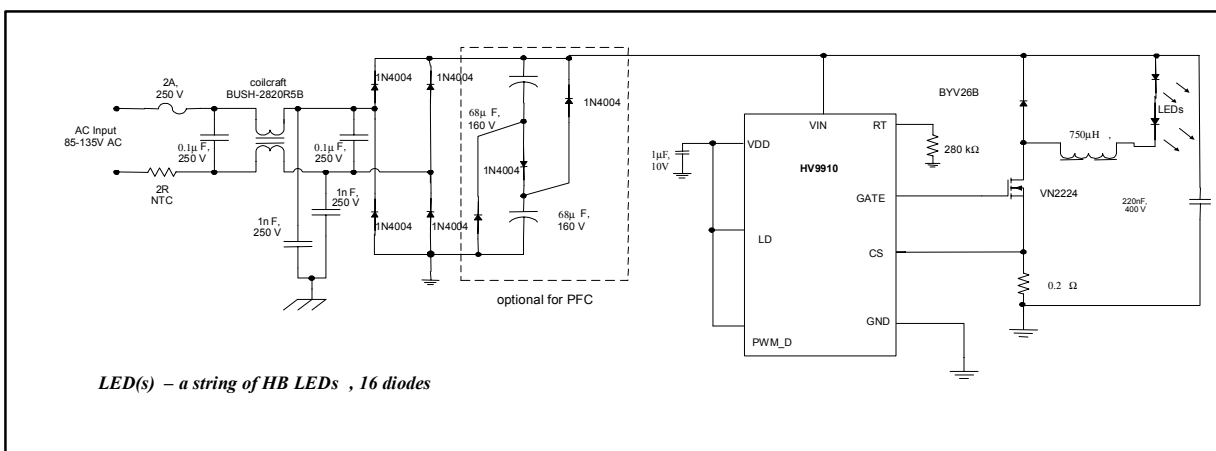 2A,
250 V
coilcraft
BUSH-2820R5B
AC Input
85-135V AC
0.1µ F,
250 V
0.1µ F,
250 V
2R
NTC
1n F,
250 V
1n F,
250 V
1N4004
1N4004
1N4004
1N4004
68µ F,
160 V
1N4004
1N4004
68µ F,
160 V
optional for PFC
1µF,
10V
VIN
VDD
RT
HV9910
GATE
LD
CS
GND
PWM_D
280 kΩ
BYV26B
750µH ,
LEDs
VN2224
220nF,
400 V
0.2 Ω
LED(s) – a string of HB LEDs , 16 diodes